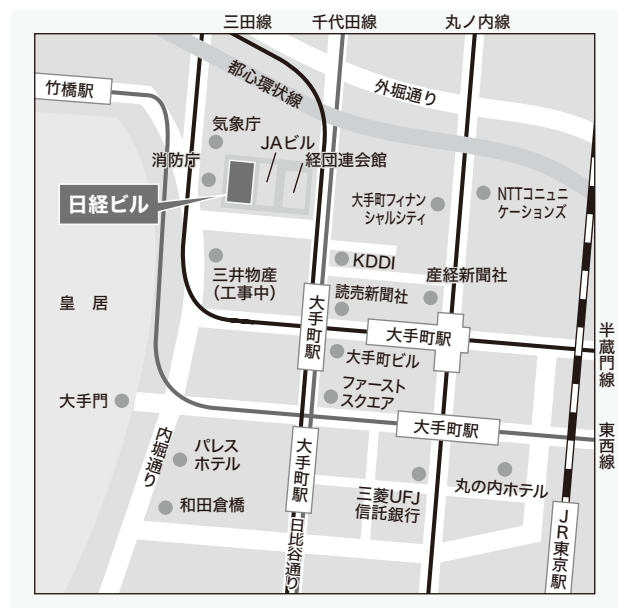 三田線
千代田線
丸ノ内線
都心環状線
外堀通り
竹橋駅
気象庁
JAビル
消防庁
経団連会館
日経ビル
大手町フィナン
シャルシティ
NTTコニュニ
ケーションズ
KDDI
三井物産
(工事中)
産経新聞社
読売新聞社
皇居
大手町駅
大手町駅
半蔵門線
大手町ビル
ファースト
スクエア
大手門
大手町駅
東西線
内堀通り
パレス
ホテル
大手町駅
三菱UFJ
信託銀行
丸の内ホテル
和田倉橋
日比谷通り
JR東京駅